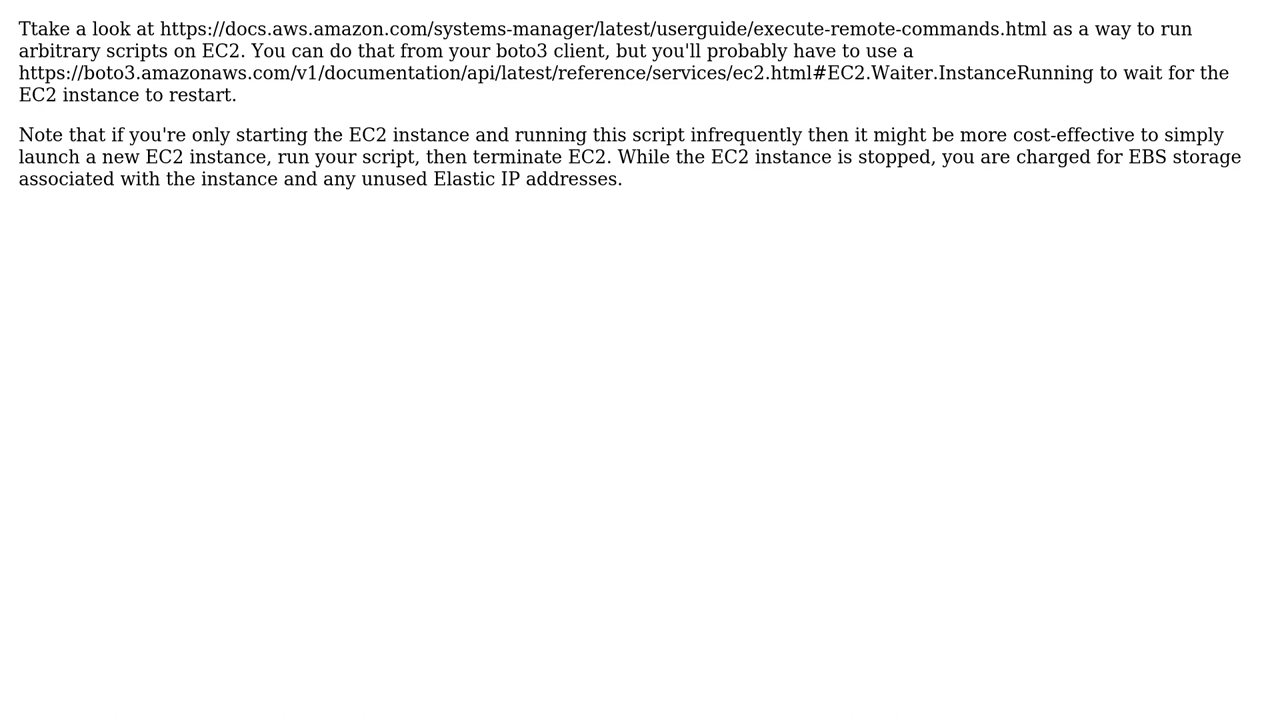 Ttake a look at https://docs.aws.amazon.com/systems-manager/latest/userguide/execute-remote-commands.html as a way to run
arbitrary scripts on EC2. You can do that from your boto3 client, but you'll probably have to use a
https://boto3.amazonaws.com/v1/documentation/api/latest/reference/services/ec2.html#EC2.Waiter.InstanceRunning to wait for the
EC2 instance to restart.
Note that if you're only starting the EC2 instance and running this script infrequently then it might be more cost-effective to simply
launch a new EC2 instance, run your script, then terminate EC2. While the EC2 instance is stopped, you are charged for EBS storage
associated with the instance and any unused Elastic IP addresses.